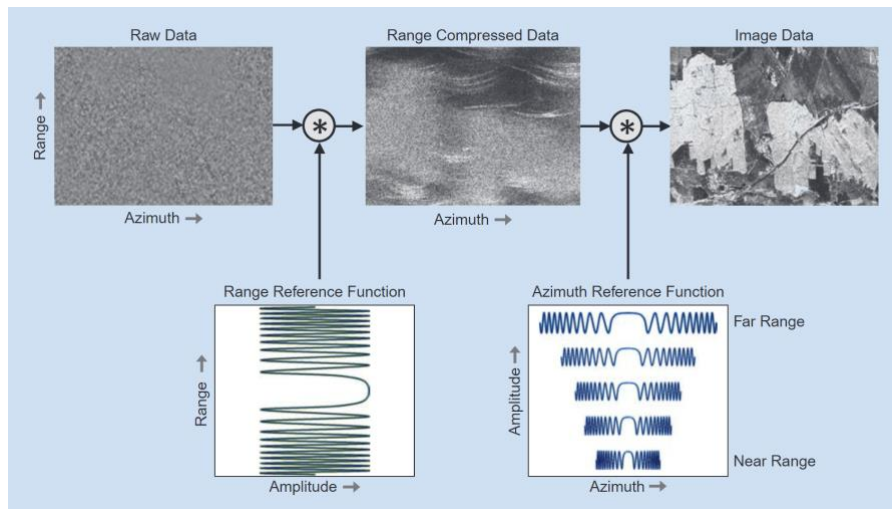 Raw Data
Range Compressed Data
Image Data
Range →
*
*
Azimuth →
Azimuth →
Range Reference Function
Azimuth Reference Function
Far Range
Range →
Amplitude →
Near Range
Amplitude →
Azimuth →